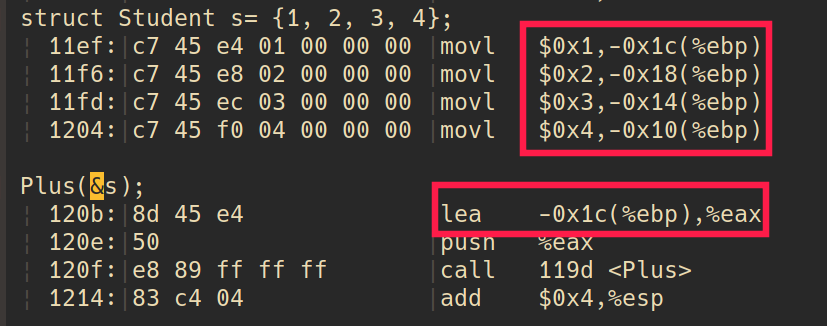 struct Student s= {1, 2, 3, 4};
11ef: c7 45 e4 01 00 00 00 movl $0x1,-0x1c(%ebp)
11f6: c7 45 e8 02 00 00 00 movl $0x2,-0x18(%ebp)
11fd: c7 45 ec 03 00 00 00 movl $0x3,-0x14(%ebp)
1204: c7 45 f0 04 00 00 00 movl $0x4,-0x10(%ebp)
Plus(&s);
120b: 8d 45 e4 lea -0x1c(%ebp),%eax
120e: 50 push %eax
120f: e8 89 ff ff ff call 119d <Plus>
1214: 83 c4 04 add $0x4,%esp